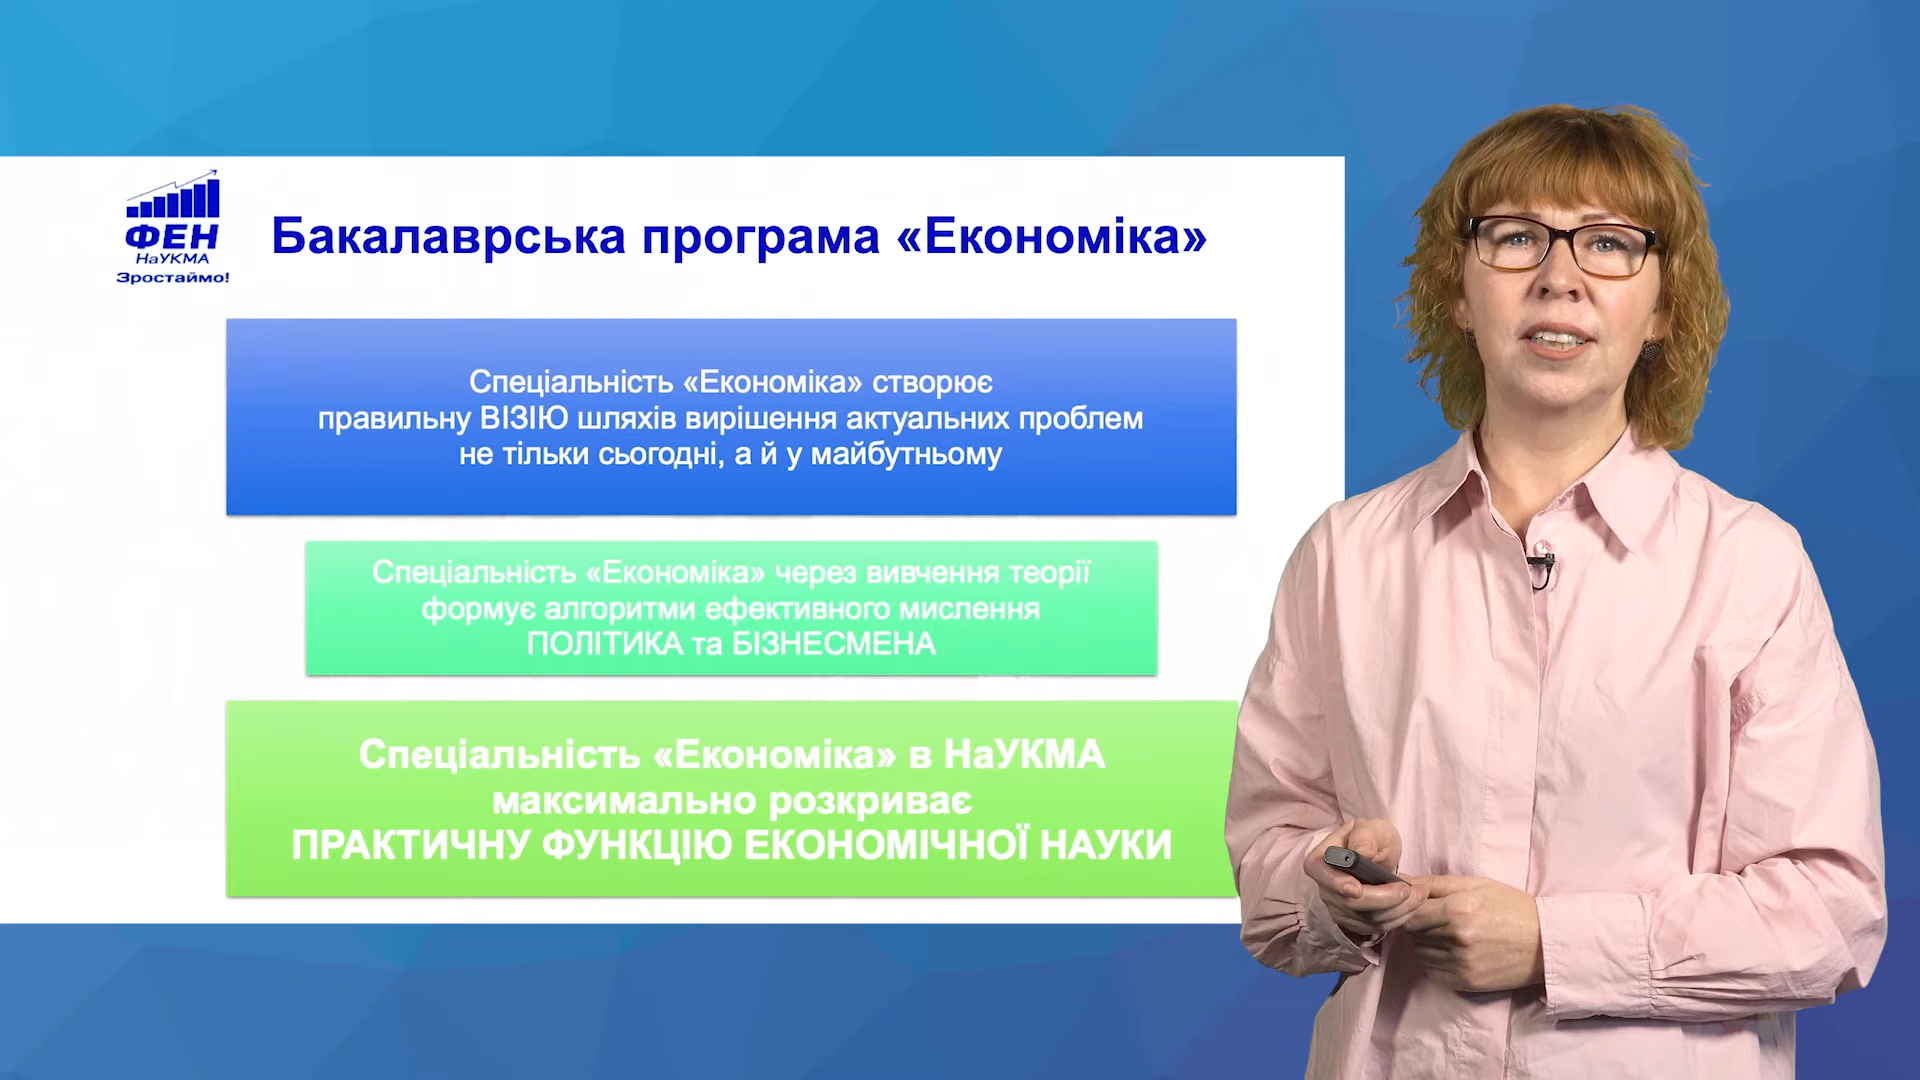 ФЕН
НаУКМА
Зростаймо!
Бакалаврська програма «Економіка»
Спеціальність «Економіка» створює
правильну ВІЗІЮ шляхів вирішення актуальних проблем
не тільки сьогодні, а й у майбутньому
Спеціальність «Економіка» через вивчення теорії
формує алгоритми ефективного мислення
ПОЛІТИКА та БІЗНЕСМЕНА
Спеціальність «Економіка» в НаУКМА
максимально розкриває
ПРАКТИЧНУ ФУНКЦІЮ ЕКОНОМІЧНОЇ НАУКИ